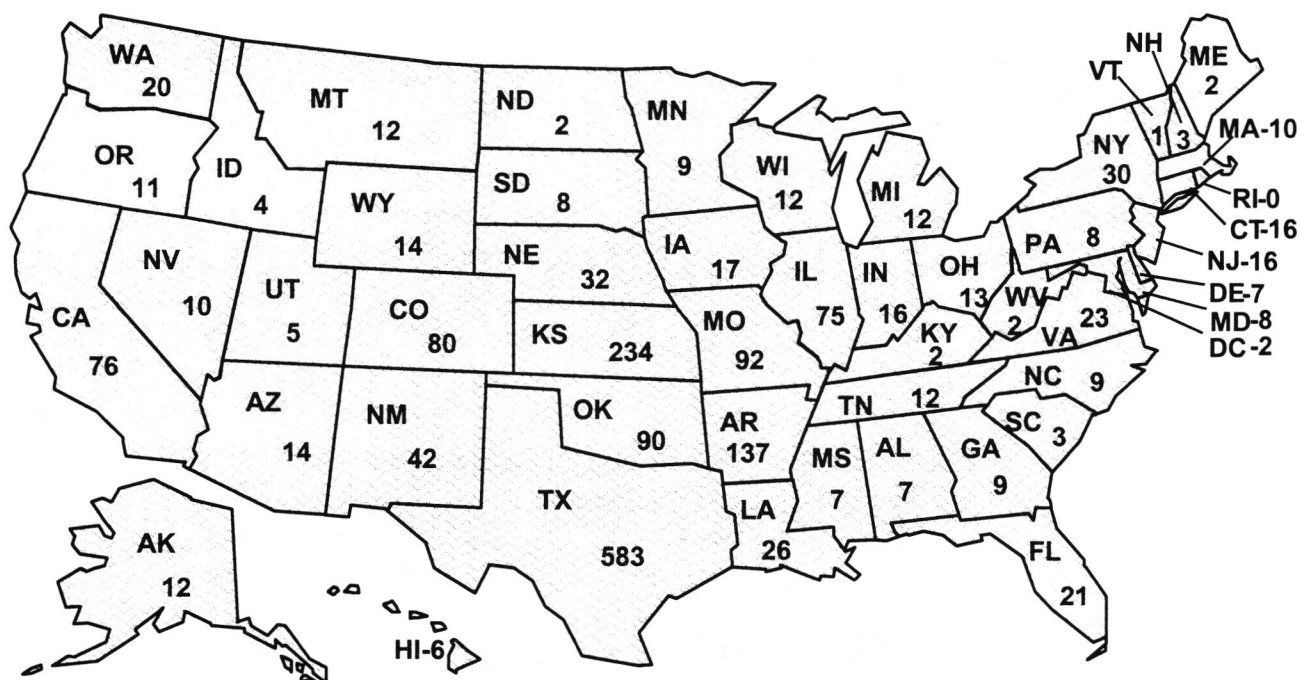 WA
20
OR
11
CA
76
NV
10
ID
4
MT
12
WY
14
UT
5
CO
80
AZ
14
NM
42
ND
2
SD
8
NE
32
KS
234
OK
90
TX
583
MN
9
IA
17
MO
92
AR
137
LA
26
WI
12
IL
75
MI
12
IN
16
OH
13
KY
2
TN
12
MS
7
AL
7
GA
9
FL
21
SC
3
NC
9
VA
23
WV
2
PA
8
NY
30
VT
1
NH
3
ME
2
MA-10
RI-0
CT-16
NJ-16
DE-7
MD-8
DC-2
AK
12
HI-6